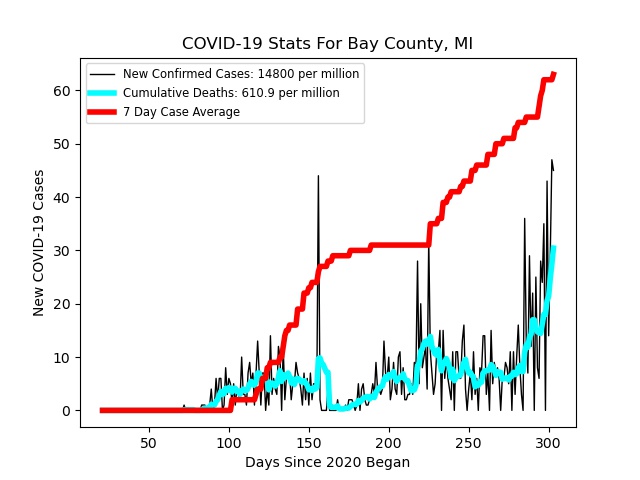 COVID-19 Stats For Bay County, MI
New Confirmed Cases: 14800 per million
Cumulative Deaths: 610.9 per million
7 Day Case Average
New COVID-19 Cases
60
50
40
30
20
10
0
50 100 150 200 250 300
Days Since 2020 Began